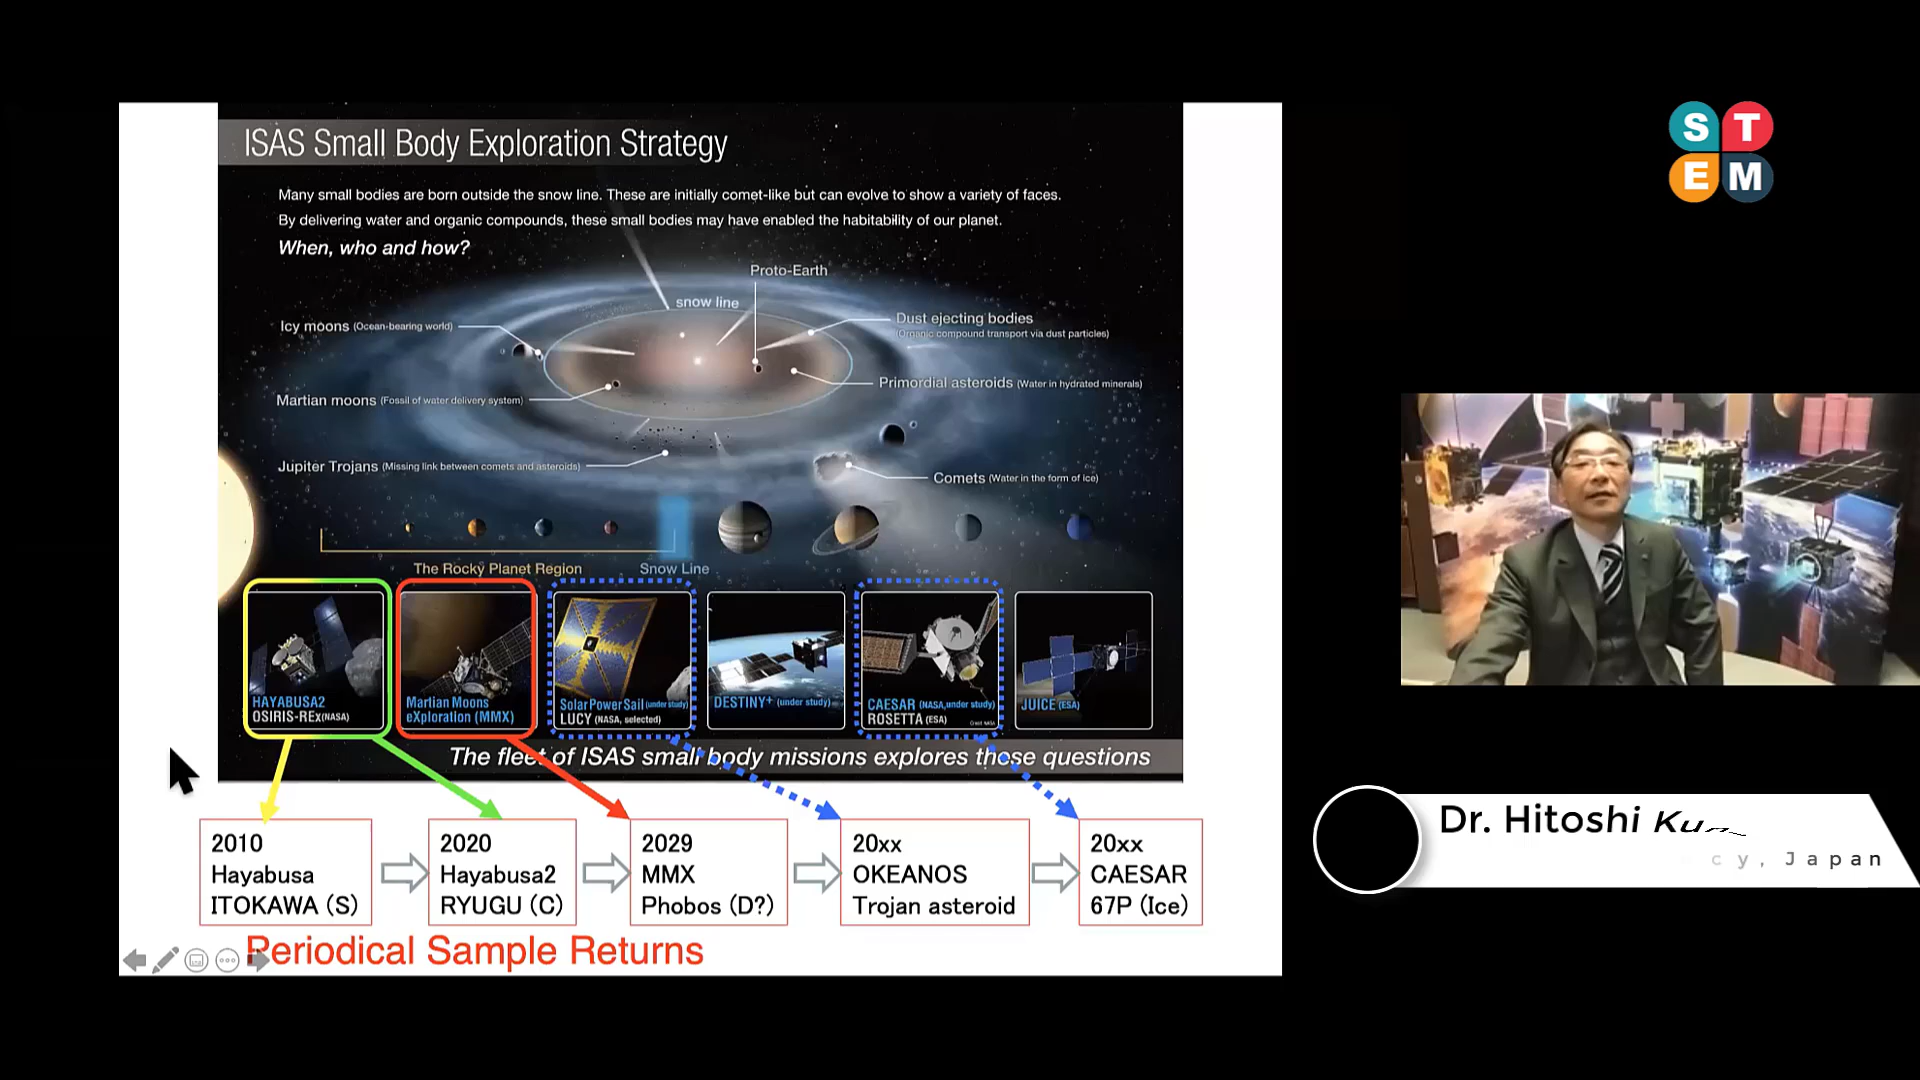 ISAS Small Body Exploration Strategy
Many small bodies are born outside the snow line. These are initially comet-like but can evolve to show a variety of faces.
By delivering water and organic compounds, these small bodies may have enabled the habitability of our planet.
When, who and how?
Proto-Earth
snow line
Icy moons (Ocean-bearing world)
Dust ejecting bodies
(Organic compound transport via dust particles)
Primordial asteroids (Water in hydrated minerals)
Martian moons (Fossil of water delivery system)
Jupiter Trojans (Missing link between comets and asteroids)
Comets (Water in the form of ice)
The Rocky Planet Region
Snow Line
HAYABUSA2
OSIRIS-REx(NASA)
Martian Moons
eXploration (MMX)
Solar Power Sail (under study)
LUCY (NASA, selected)
DESTINY+ (under study)
CAESAR (NASA, under study)
ROSETTA (ESA)
Credit: NASA
JUICE (ESA)
The fleet of ISAS small body missions explores these questions
2010
Hayabusa
ITOKAWA (S)
2020
Hayabusa2
RYUGU (C)
2029
MMX
Phobos (D?)
20xx
OKEANOS
Trojan asteroid
20xx
CAESAR
67P (Ice)
Periodical Sample Returns
S T
E M
Dr. Hitoshi
cy, Japan